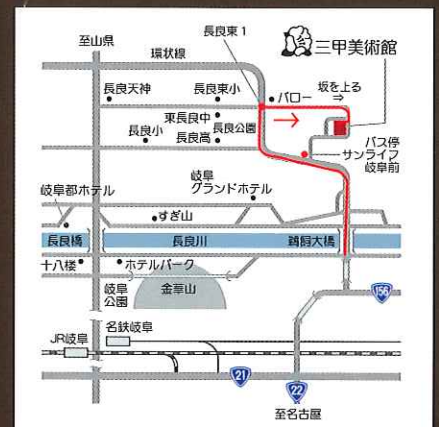 長良東1
至山県
三甲美術館
環状線
坂を上る
⇒
バロー
長良天神
長良東小
東長良中
長良公園
長良小
長良高
バス停
サンライフ
岐阜前
岐阜都ホテル
岐阜
グランドホテル
すぎ山
長良橋
長良川
鵜飼大橋
十八楼
ホテルパーク
岐阜
公園
金華山
156
名鉄岐阜
JR岐阜
21
22
至名古屋